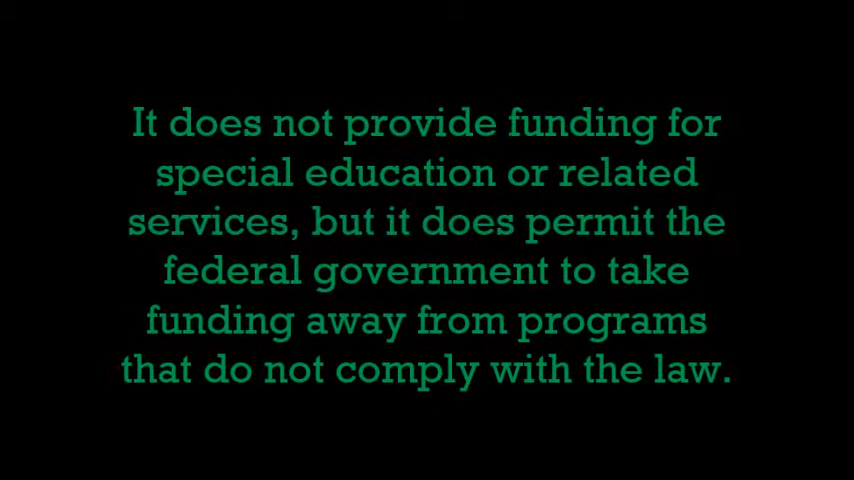 It does not provide funding for
special education or related
services, but it does permit the
federal government to take
funding away from programs
that do not comply with the law.